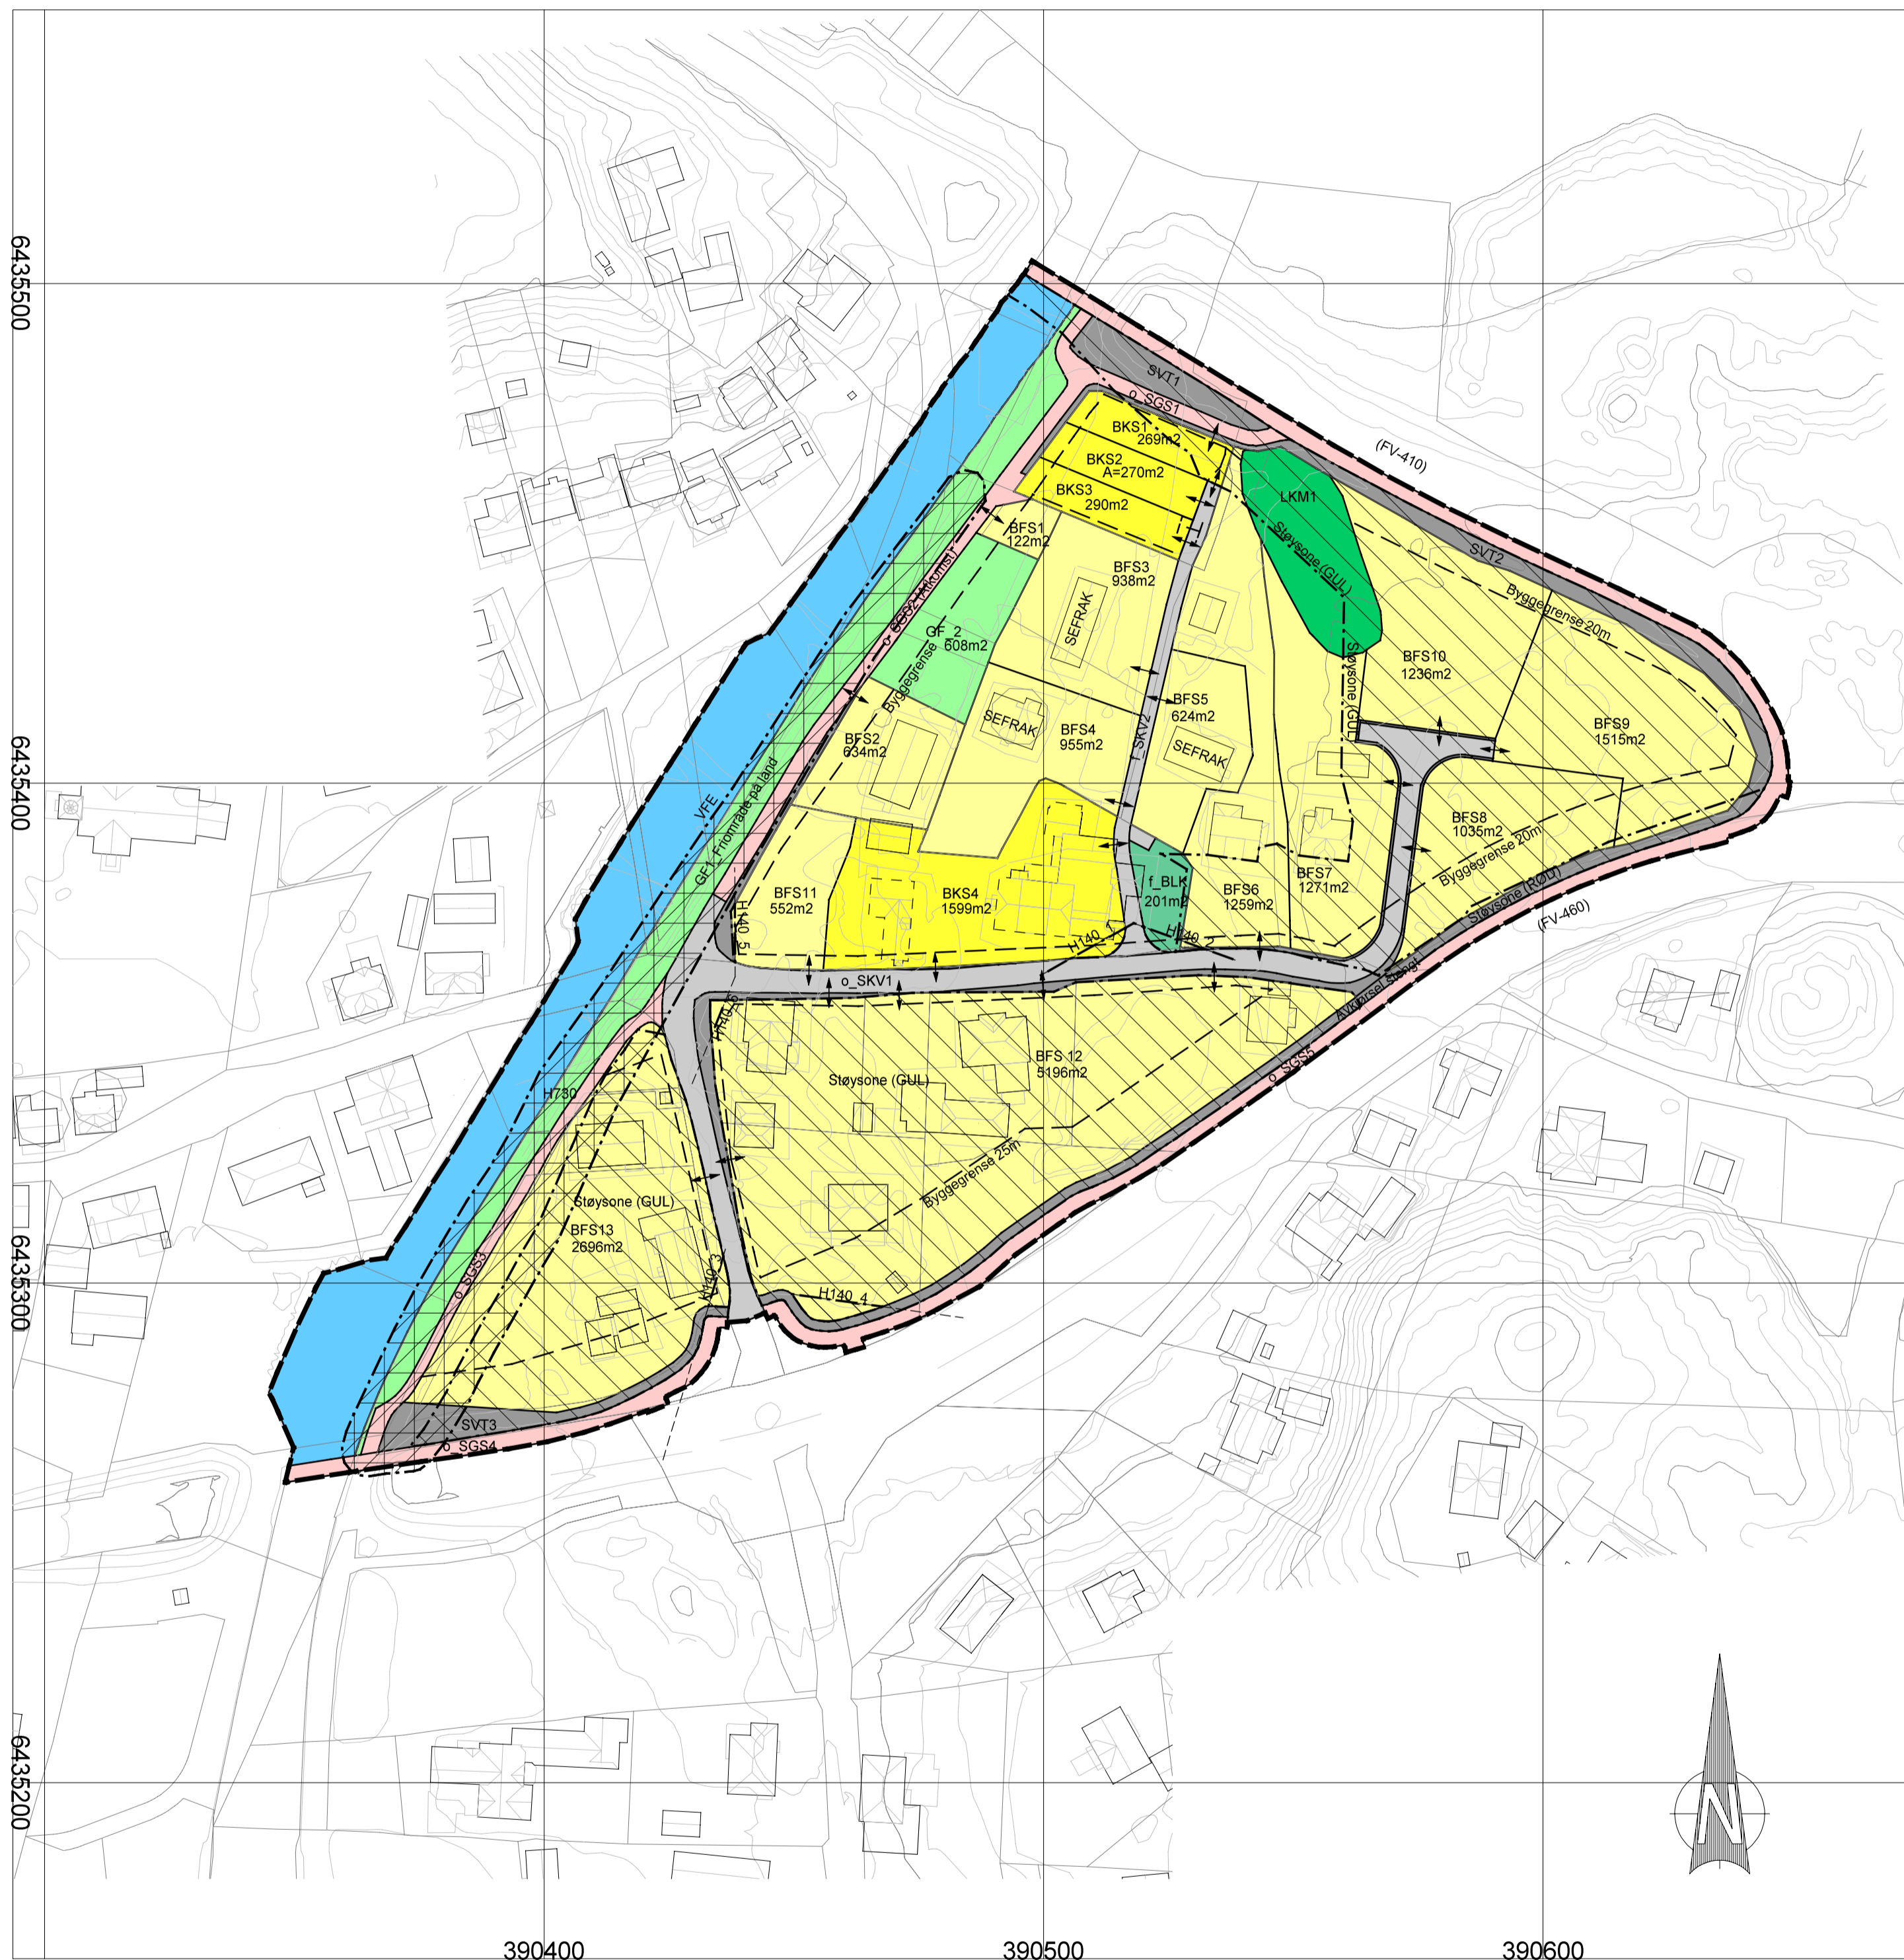 6435500
6435400
6435300
6435200
390400
390500
390600
SVT1
o_SGS1
(FV-410)
BKS1
269m2
BKS2
A=270m2
BKS3
290m2
LKM1
BFS1
122m2
Støysone (GUL)
SVT2
BFS3
938m2
Byggegrense 20m
o_SGS2 (Atkomst)
SEFRAK
GF_2
608m2
Byggegrense
Støysone (GUL)
BFS10
1236m2
BFS5
624m2
SEFRAK
BFS4
955m2
f_SKV2
BFS9
1515m2
BFS2
634m2
SEFRAK
VFE
GF1_Friområde på land
BFS8
1035m2
Byggegrense 20m
BFS11
552m2
BKS4
1599m2
f_BLK
201m2
BFS6
1259m2
BFS7
1271m2
Støysone (RØD)
(FV-460)
H140_5
H140_1
H140_2
o_SKV1
Avkjørsel stengt
H140_6
BFS 12
5196m2
o_SGS5
Støysone (GUL)
H730
Byggegrense 25m
Støysone (GUL)
BFS13
2696m2
o_SGS3
H140_3
H140_4
SVT3
o_SGS4
N